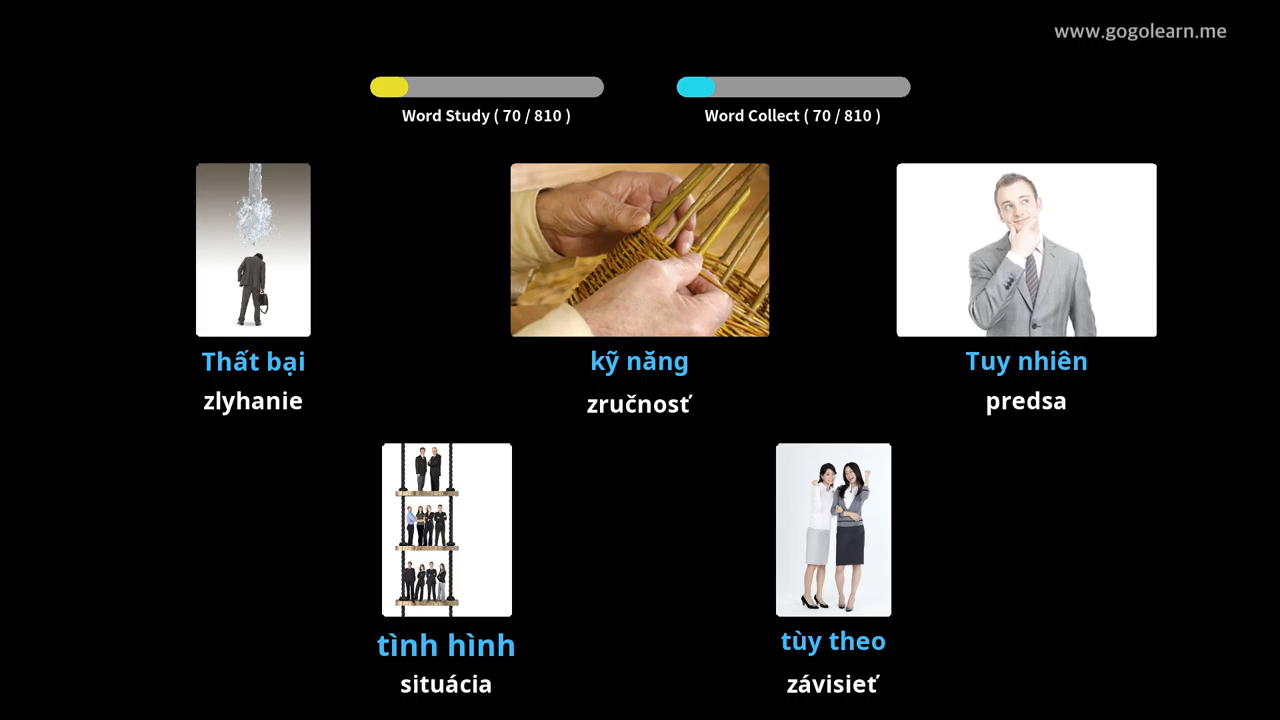 www.gogolearn.me
Word Study ( 70 / 810 )
Word Collect ( 70 / 810 )
Thất bại
zlyhanie
kỹ năng
zručnosť
Tuy nhiên
predsa
tình hình
situácia
tùy theo
závisieť